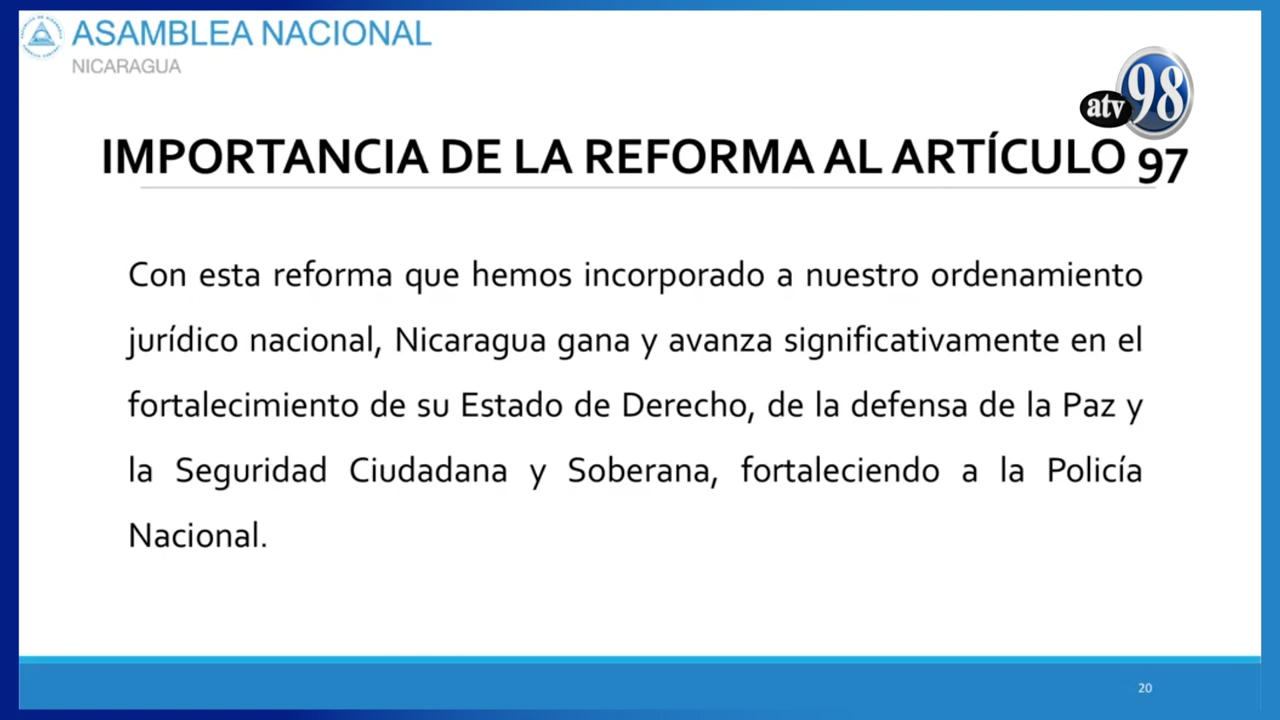 ASAMBLEA NACIONAL
NICARAGUA
atv 98
IMPORTANCIA DE LA REFORMA AL ARTÍCULO 97
Con esta reforma que hemos incorporado a nuestro ordenamiento
jurídico nacional, Nicaragua gana y avanza significativamente en el
fortalecimiento de su Estado de Derecho, de la defensa de la Paz y
la Seguridad Ciudadana y Soberana, fortaleciendo a la Policía
Nacional.
20